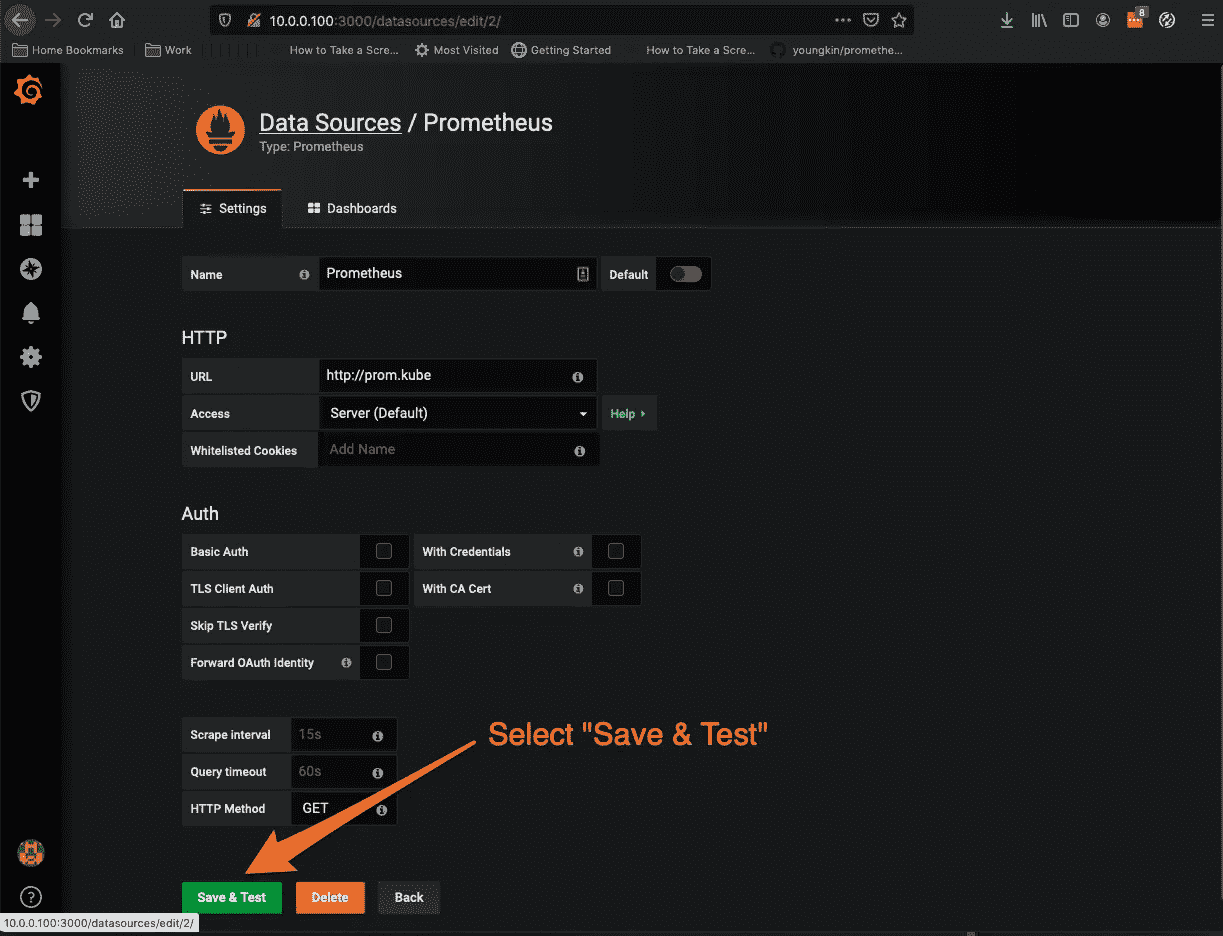 10.0.0.100:3000/datasources/edit/2/
8
Home Bookmarks Work How to Take a Scre... Most Visited Getting Started How to Take a Scre... youngkin/promethe...
Data Sources / Prometheus
Type: Prometheus
Settings Dashboards
Name Prometheus Default
HTTP
URL http://prom.kube
Access Server (Default) Help
Whitelisted Cookies Add Name
Auth
Basic Auth With Credentials
TLS Client Auth With CA Cert
Skip TLS Verify
Forward OAuth Identity
Select "Save & Test"
Scrape interval 15s
Query timeout 60s
HTTP Method GET
Save & Test Delete Back
10.0.0.100:3000/datasources/edit/2/